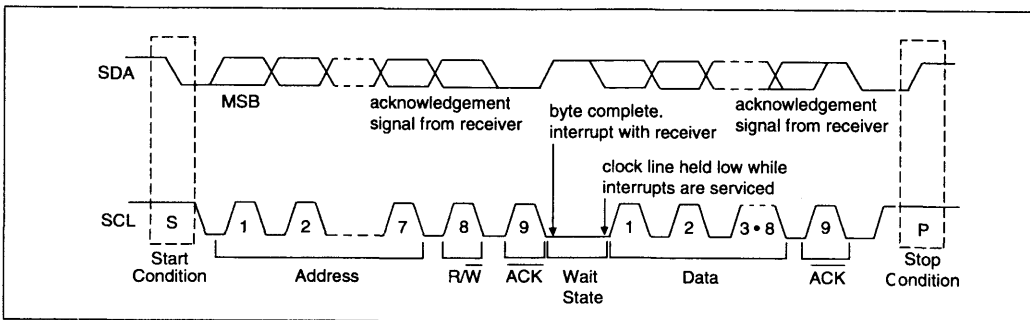 SDA
MSB
acknowledgement
signal from receiver
byte complete.
interrupt with receiver
acknowledgement
signal from receiver
clock line held low while
interrupts are serviced
SCL
S
1
2
7
8
9
1
2
3 • 8
9
P
Start
Condition
Address
R/W̅
A̅C̅K̅
Wait
State
Data
A̅C̅K̅
Stop
Condition